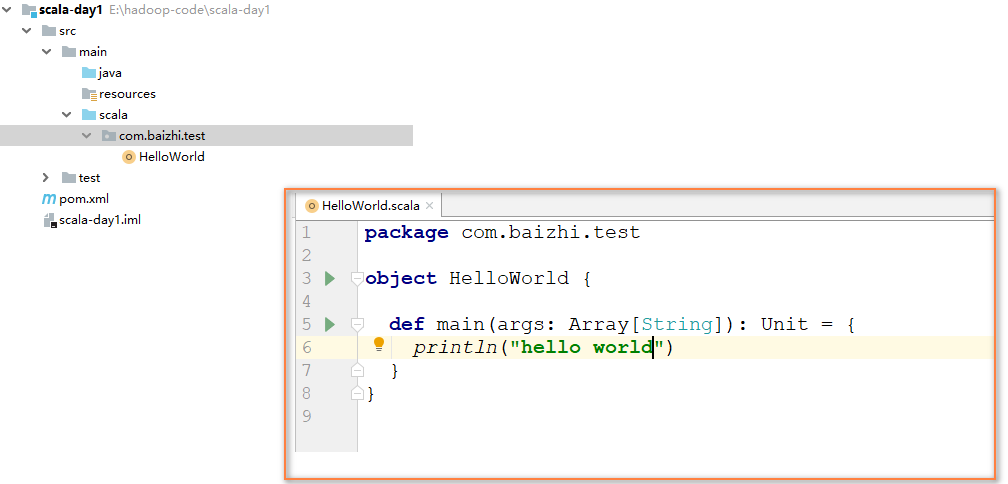 scala-day1 E:\hadoop-code\scala-day1
src
main
java
resources
scala
com.baizhi.test
HelloWorld
test
pom.xml
scala-day1.iml
HelloWorld.scala
1 package com.baizhi.test
2
3 object HelloWorld {
4
5 def main(args: Array[String]): Unit = {
6 println("hello world")
7 }
8 }
9